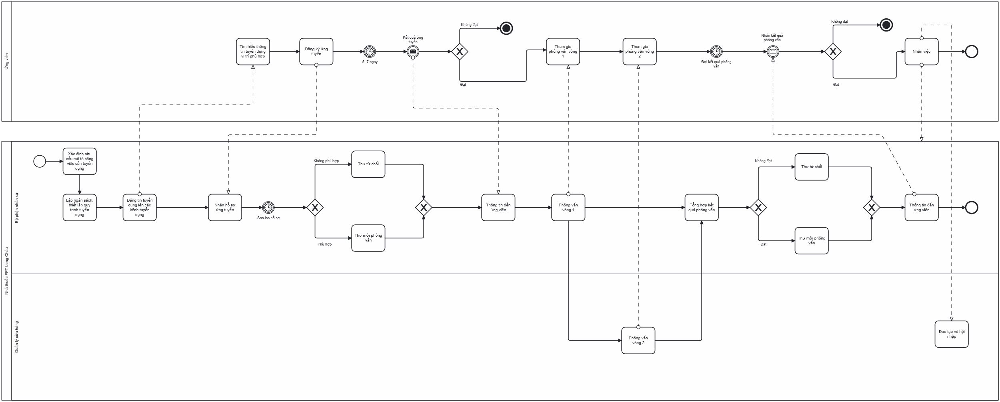 Ứng viên
Không đạt
Không đạt
Kết quả ứng
tuyển
Nhận kết quả
phỏng vấn
Tìm hiểu thông
tin tuyển dụng
vị trí phù hợp
Đăng ký ứng
tuyển
5- 7 ngày
Tham gia
phỏng vấn vòng
1
Tham gia
phỏng vấn vòng
2
Đợi kết quả phỏng
vấn
Nhận việc
Đạt
Đạt
Nhà thuốc FPT Long Châu
Bộ phận nhân sự
Xác định nhu
cầu,mô tả công
việc cần tuyển
dụng
Lập ngân sách,
thiết lập quy
trình tuyển
dụng
Đăng tin tuyển
dụng lên các
kênh tuyển
dụng
Nhận hồ sơ
ứng tuyển
Sàn lọc hồ sơ
Không phù hợp
Thư từ chối
Phù hợp
Thư mời phỏng
vấn
Thông tin đến
ứng viên
Phỏng vấn
vòng 1
Tổng hợp kết
quả phỏng vấn
Không đạt
Thư từ chối
Đạt
Thư mời phỏng
vấn
Thông tin đến
ứng viên
Quản lý cửa hàng
Phỏng vấn
vòng 2
Đào tạo và hội
nhập